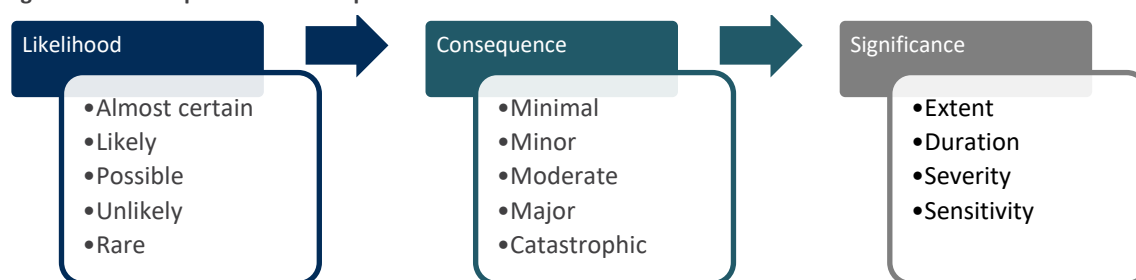 Likelihood
•Almost certain
•Likely
•Possible
•Unlikely
•Rare
Consequence
•Minimal
•Minor
•Moderate
•Major
•Catastrophic
Significance
•Extent
•Duration
•Severity
•Sensitivity